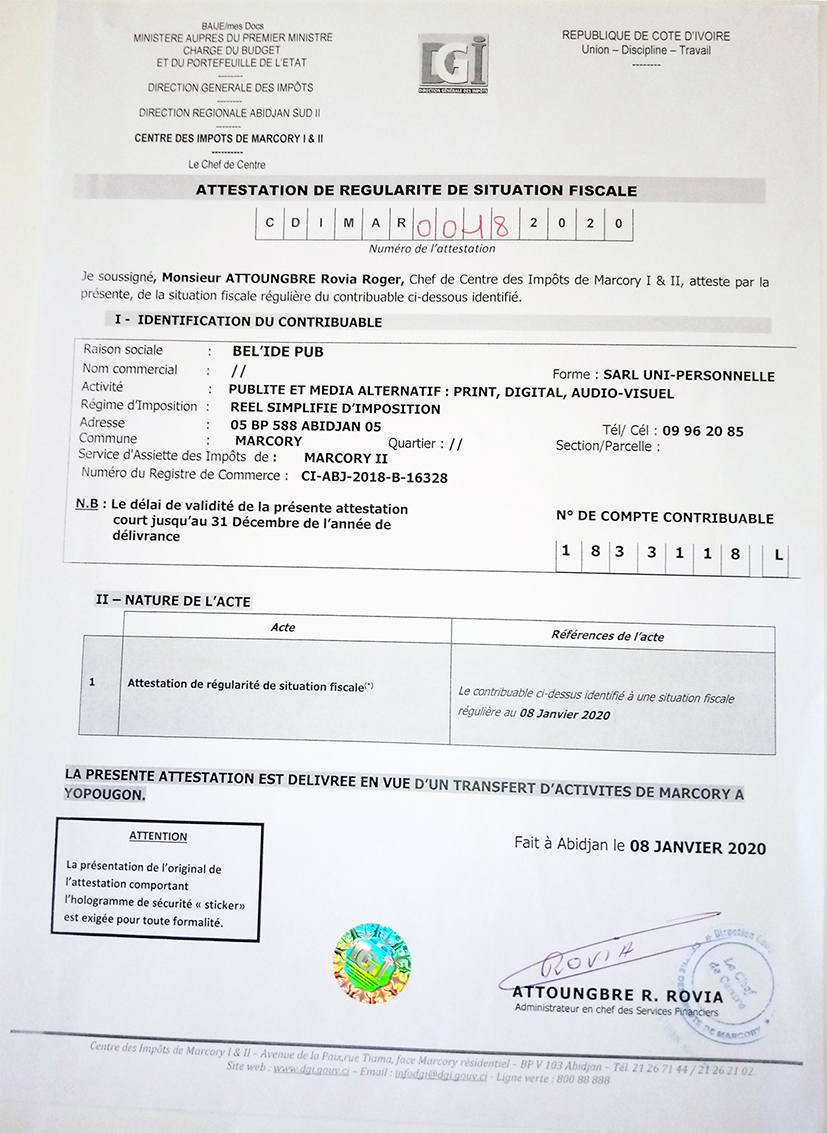 BAUE/mes Docs
MINISTERE AUPRES DU PREMIER MINISTRE
CHARGE DU BUDGET
ET DU PORTEFEUILLE DE L'ETAT
DIRECTION GENERALE DES IMPÔTS
DIRECTION REGIONALE ABIDJAN SUD II
CENTRE DES IMPOTS DE MARCORY I & II
Le Chef de Centre
DGI
DIRECTION GÉNÉRALE DES IMPÔTS
REPUBLIQUE DE COTE D'IVOIRE
Union – Discipline – Travail
ATTESTATION DE REGULARITE DE SITUATION FISCALE
C D I M A R 0 0 1 8 2 0 2 0
Numéro de l'attestation
Je soussigné, Monsieur ATTOUNGBRE Rovia Roger, Chef de Centre des Impôts de Marcory I & II, atteste par la
présente, de la situation fiscale régulière du contribuable ci-dessous identifié.
I - IDENTIFICATION DU CONTRIBUABLE
Raison sociale : BEL'IDE PUB
Nom commercial : // Forme : SARL UNI-PERSONNELLE
Activité : PUBLITE ET MEDIA ALTERNATIF : PRINT, DIGITAL, AUDIO-VISUEL
Régime d'Imposition : REEL SIMPLIFIE D'IMPOSITION
Adresse : 05 BP 588 ABIDJAN 05 Tél/ Cél : 09 96 20 85
Commune : MARCORY Quartier : // Section/Parcelle :
Service d'Assiette des Impôts de : MARCORY II
Numéro du Registre de Commerce : CI-ABJ-2018-B-16328
N.B : Le délai de validité de la présente attestation
court jusqu'au 31 Décembre de l'année de
délivrance
N° DE COMPTE CONTRIBUABLE
1 8 3 3 1 1 8 L
II – NATURE DE L'ACTE
Acte Références de l'acte
1 Attestation de régularité de situation fiscale(*)
Le contribuable ci-dessus identifié à une situation fiscale
régulière au 08 Janvier 2020
LA PRESENTE ATTESTATION EST DELIVREE EN VUE D'UN TRANSFERT D'ACTIVITES DE MARCORY A
YOPOUGON.
ATTENTION
La présentation de l'original de
l'attestation comportant
l'hologramme de sécurité « sticker»
est exigée pour toute formalité.
Fait à Abidjan le 08 JANVIER 2020
DGI
ROVIA
Le Chef
de Centre
DE MARCORY
ATTOUNGBRE R. ROVIA
Administrateur en chef des Services Financiers
Centre des Impôts de Marcory I & II – Avenue de la Paix,rue Tiama, face Marcory résidentiel – BP V 103 Abidjan – Tél. 21 26 71 44 / 21 26 21 02
Site web : www.dgi.gouv.ci – Email : infodgi@dgi.gouv.ci - Ligne verte : 800 88 888